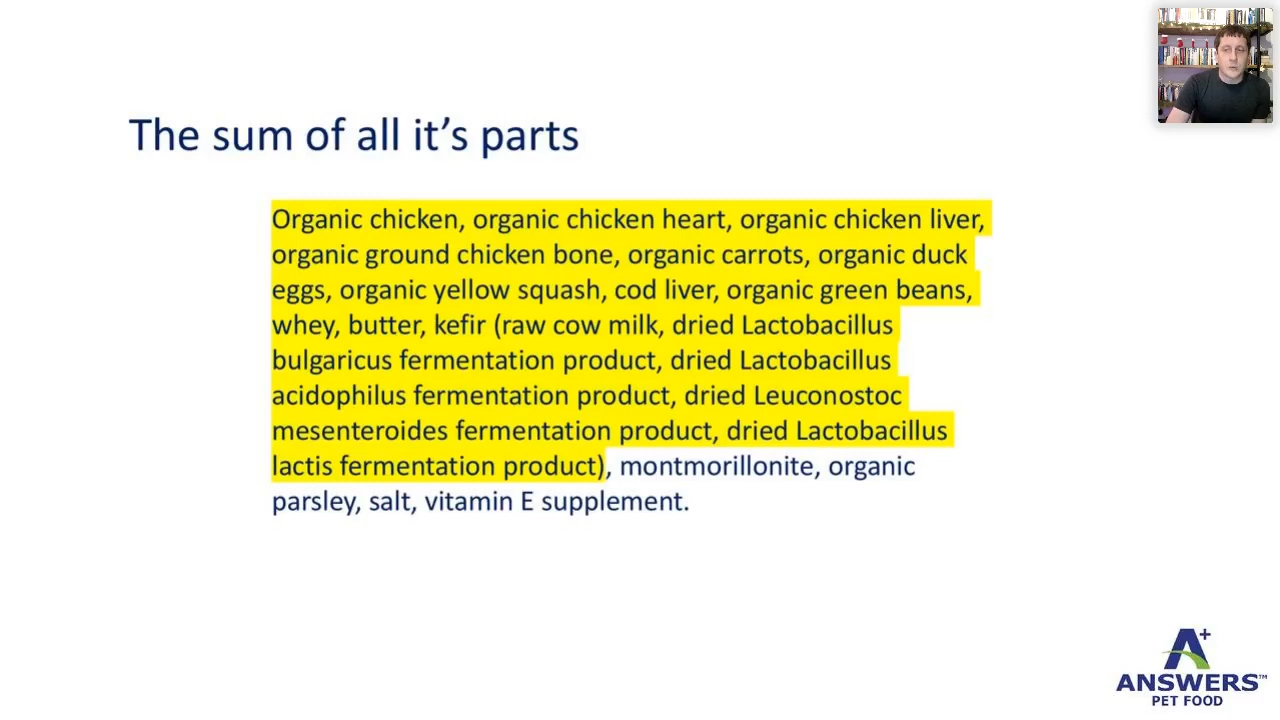 The sum of all it’s parts
Organic chicken, organic chicken heart, organic chicken liver,
organic ground chicken bone, organic carrots, organic duck
eggs, organic yellow squash, cod liver, organic green beans,
whey, butter, kefir (raw cow milk, dried Lactobacillus
bulgaricus fermentation product, dried Lactobacillus
acidophilus fermentation product, dried Leuconostoc
mesenteroides fermentation product, dried Lactobacillus
lactis fermentation product), montmorillonite, organic
parsley, salt, vitamin E supplement.
A+
ANSWERS™
PET FOOD